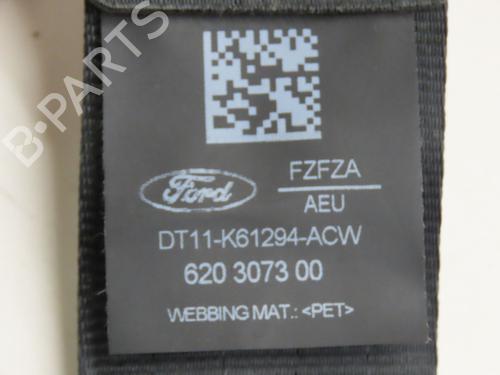 B-PARTS
Ford
FZFZA
AEU
DT11-K61294-ACW
620 3073 00
WEBBING MAT.: <PET>